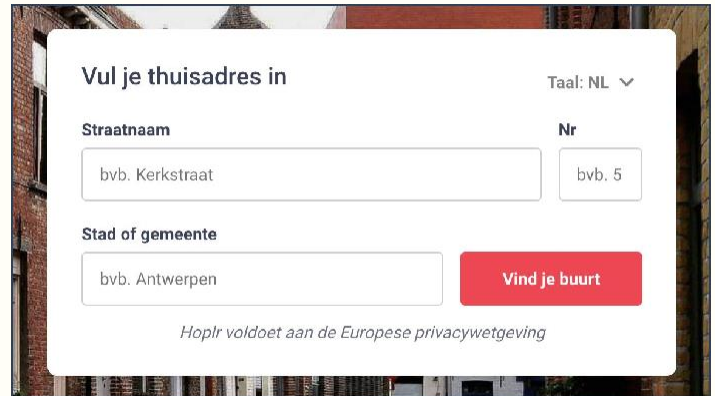 Vul je thuisadres in
Taal: NL
Straatnaam
Nr
bvb. Kerkstraat
bvb. 5
Stad of gemeente
bvb. Antwerpen
Vind je buurt
Hoplr voldoet aan de Europese privacywetgeving